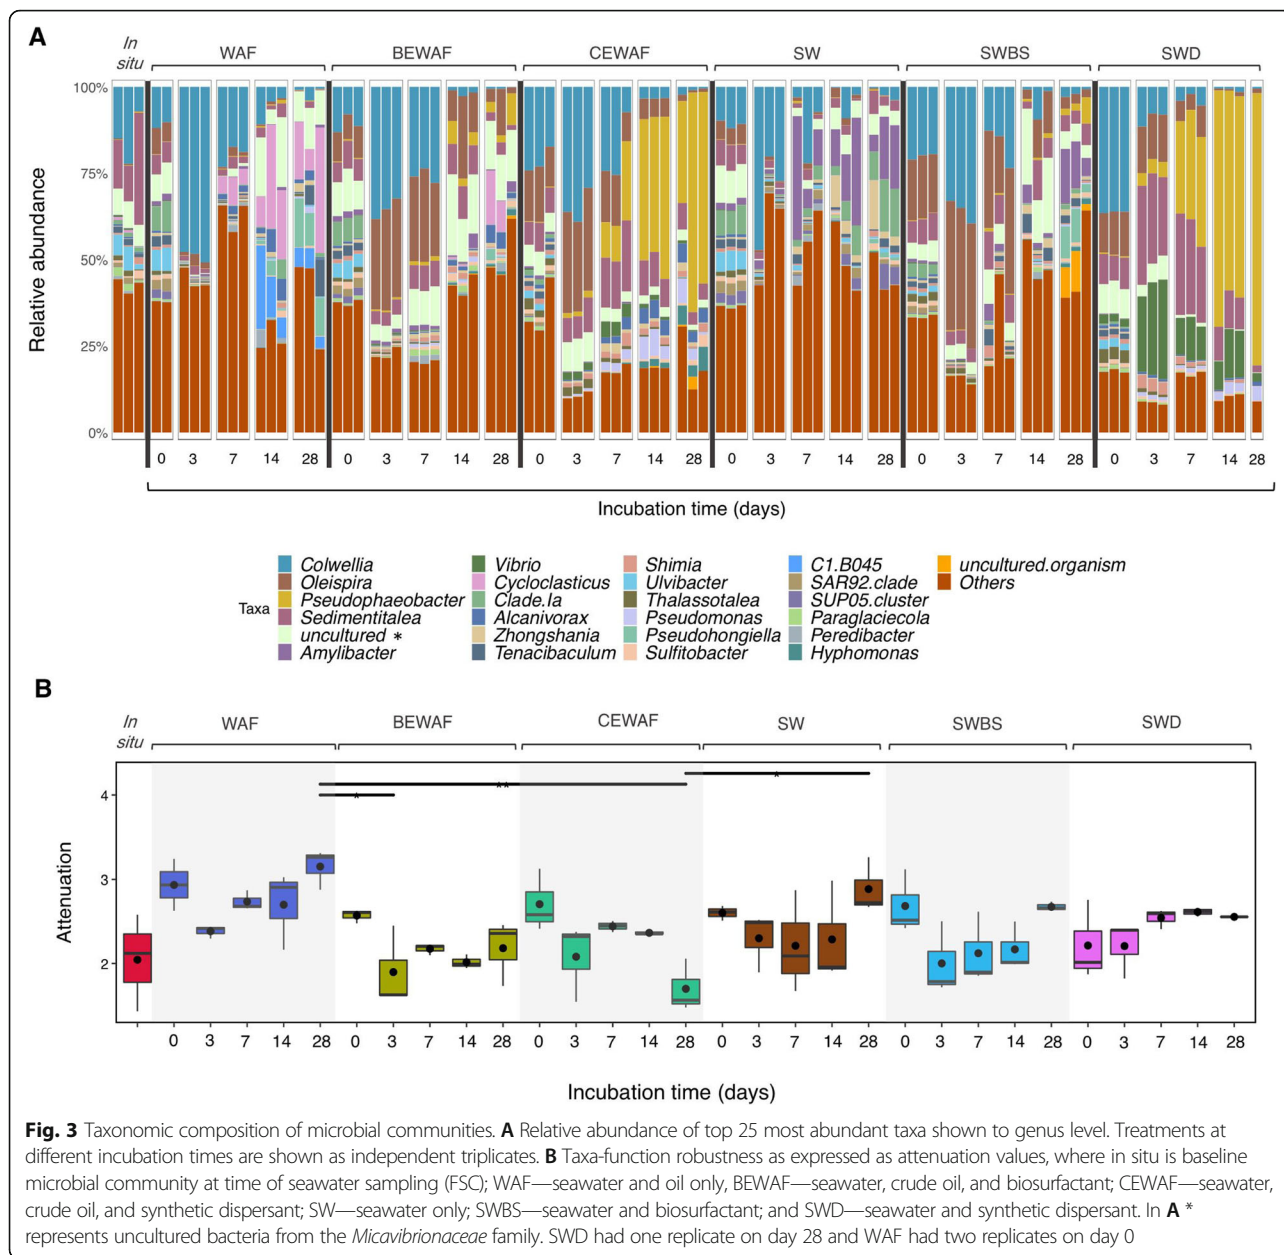 A
In
situ
WAF
BEWAF
CEWAF
SW
SWBS
SWD
100%
75%
50%
25%
0%
Relative abundance
0 3 7 14 28 0 3 7 14 28 0 3 7 14 28 0 3 7 14 28 0 3 7 14 28 0 3 7 14 28
Incubation time (days)
Taxa
Colwellia
Oleispira
Pseudophaeobacter
Sedimentitalea
uncultured *
Amylibacter
Vibrio
Cycloclasticus
Clade.Ia
Alcanivorax
Zhongshania
Tenacibaculum
Shimia
Ulvibacter
Thalassotalea
Pseudomonas
Pseudohongiella
Sulfitobacter
C1.B045
SAR92.clade
SUP05.cluster
Paraglaciecola
Peredibacter
Hyphomonas
uncultured.organism
Others
B
In
situ
WAF
BEWAF
CEWAF
SW
SWBS
SWD
*
**
*
4
3
2
Attenuation
0 3 7 14 28 0 3 7 14 28 0 3 7 14 28 0 3 7 14 28 0 3 7 14 28 0 3 7 14 28
Incubation time (days)
Fig. 3 Taxonomic composition of microbial communities. A Relative abundance of top 25 most abundant taxa shown to genus level. Treatments at
different incubation times are shown as independent triplicates. B Taxa-function robustness as expressed as attenuation values, where in situ is baseline
microbial community at time of seawater sampling (FSC); WAF—seawater and oil only, BEWAF—seawater, crude oil, and biosurfactant; CEWAF—seawater,
crude oil, and synthetic dispersant; SW—seawater only; SWBS—seawater and biosurfactant; and SWD—seawater and synthetic dispersant. In A *
represents uncultured bacteria from the Micavibrionaceae family. SWD had one replicate on day 28 and WAF had two replicates on day 0